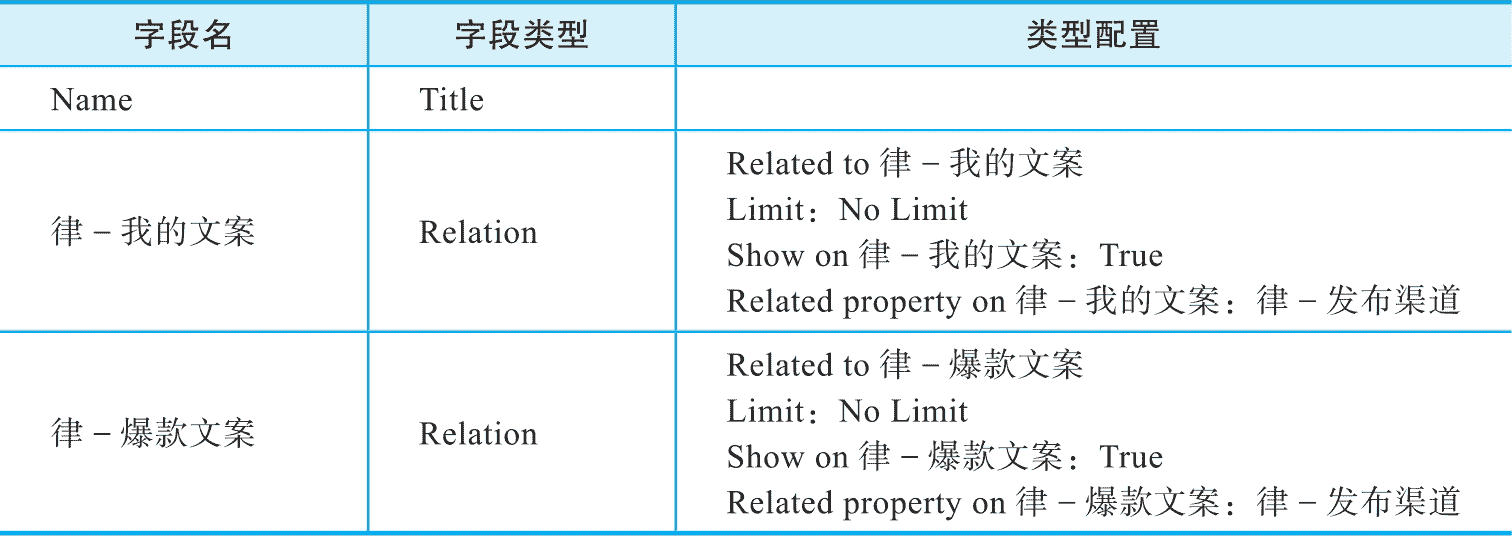 字段名 字段类型 类型配置
Name Title
律－我的文案 Relation
Related to 律－我的文案
Limit：No Limit
Show on 律－我的文案：True
Related property on 律－我的文案：律－发布渠道
律－爆款文案 Relation
Related to 律－爆款文案
Limit：No Limit
Show on 律－爆款文案：True
Related property on 律－爆款文案：律－发布渠道